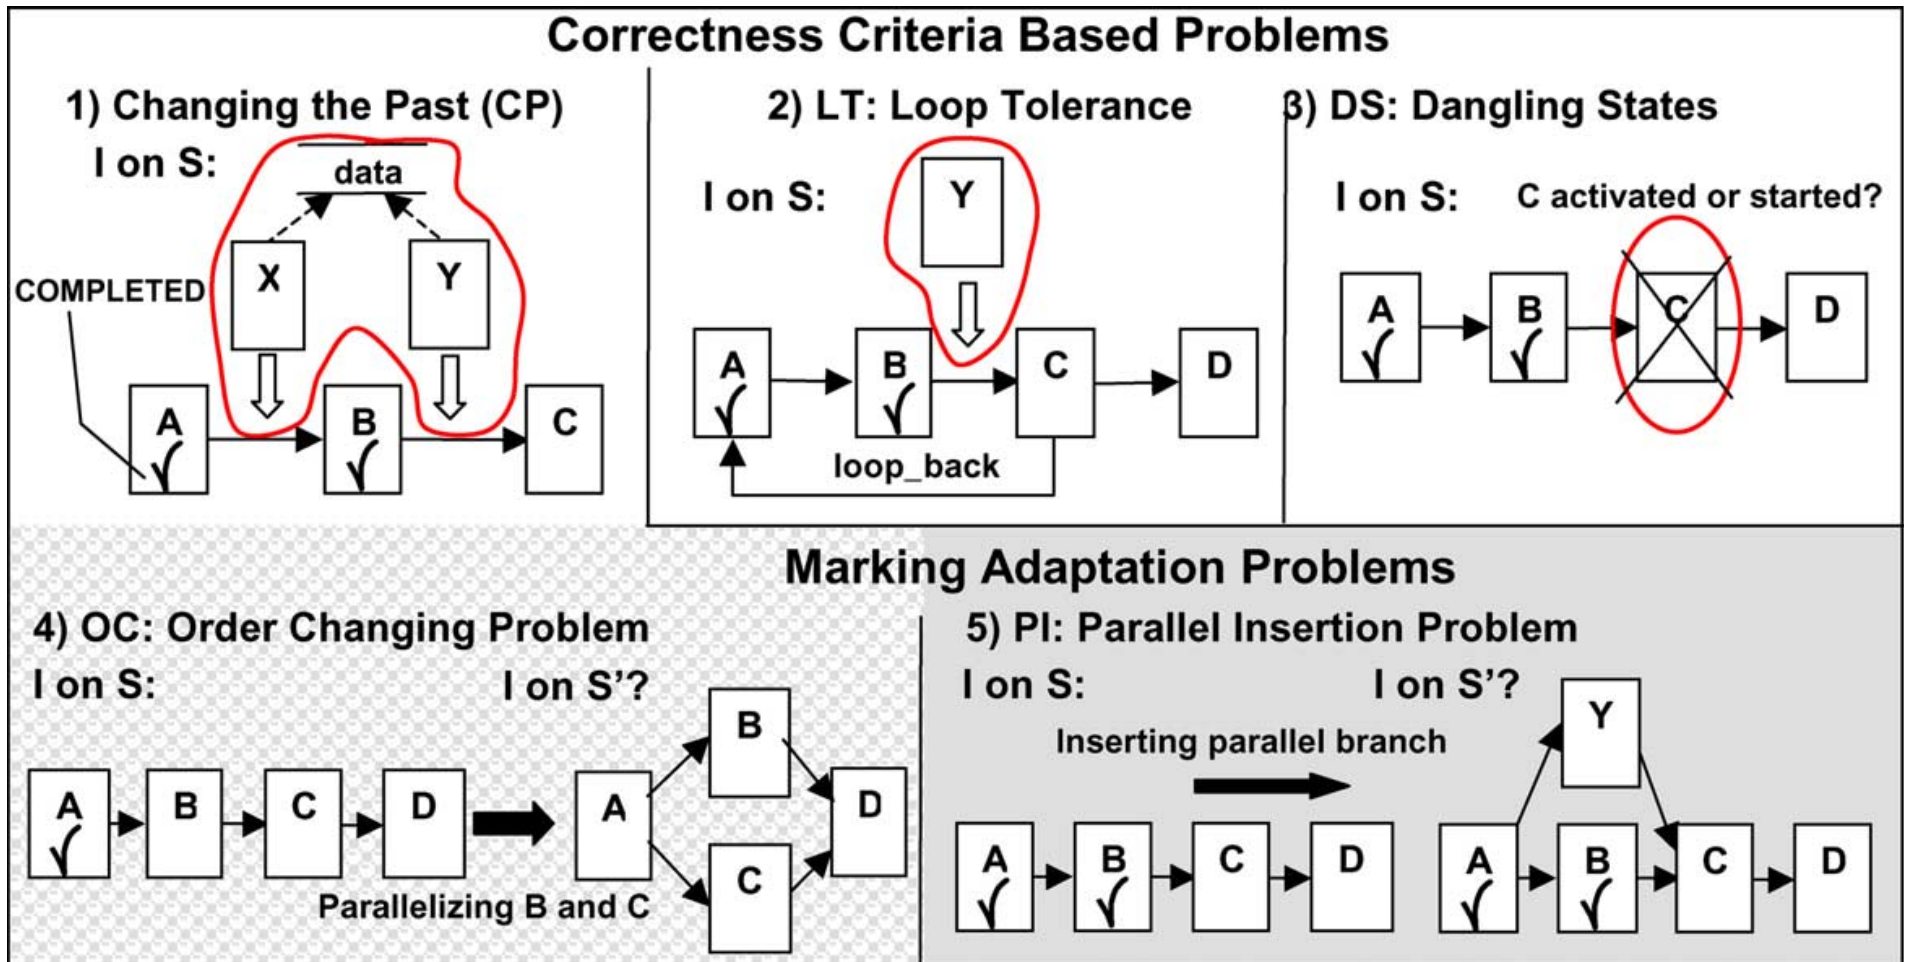 Correctness Criteria Based Problems
1) Changing the Past (CP)
I on S:
data
X
Y
COMPLETED
A
B
C
2) LT: Loop Tolerance
I on S:
Y
A
B
C
D
loop_back
3) DS: Dangling States
I on S:
C activated or started?
A
B
C
D
Marking Adaptation Problems
4) OC: Order Changing Problem
I on S:
I on S’?
A
B
C
D
A
B
C
D
Parallelizing B and C
5) PI: Parallel Insertion Problem
I on S:
I on S’?
Inserting parallel branch
Y
A
B
C
D
A
B
C
D